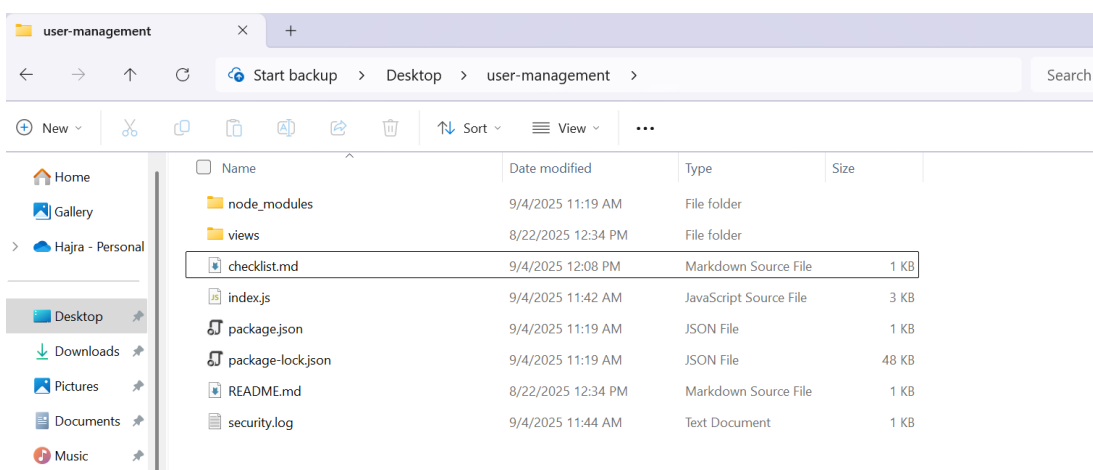 user-management
Start backup > Desktop > user-management >
Search
New
Sort
View
Home
Gallery
Hajra - Personal
Desktop
Downloads
Pictures
Documents
Music
Name Date modified Type Size
node_modules 9/4/2025 11:19 AM File folder
views 8/22/2025 12:34 PM File folder
checklist.md 9/4/2025 12:08 PM Markdown Source File 1 KB
index.js 9/4/2025 11:42 AM JavaScript Source File 3 KB
package.json 9/4/2025 11:19 AM JSON File 1 KB
package-lock.json 9/4/2025 11:19 AM JSON File 48 KB
README.md 8/22/2025 12:34 PM Markdown Source File 1 KB
security.log 9/4/2025 11:44 AM Text Document 1 KB